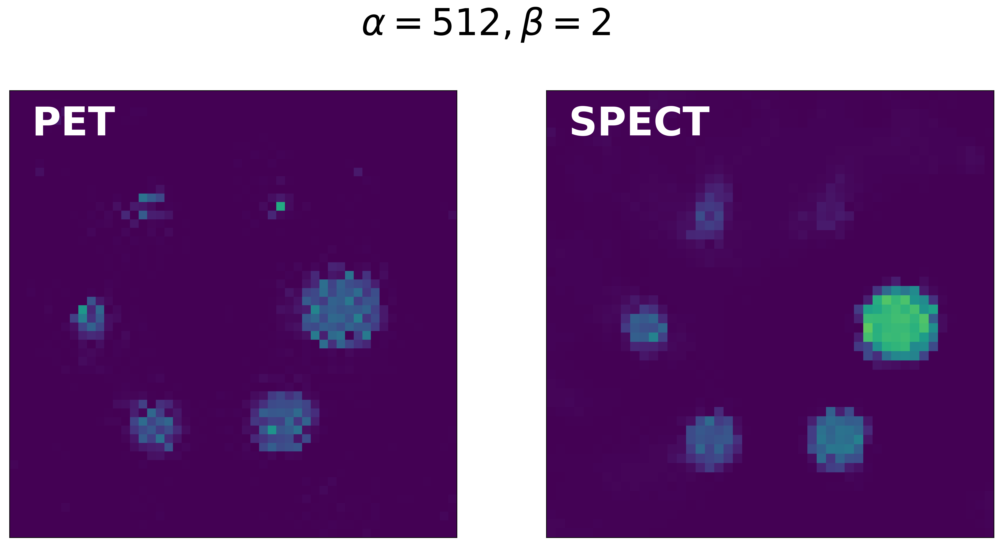 α = 512, β = 2
PET
SPECT